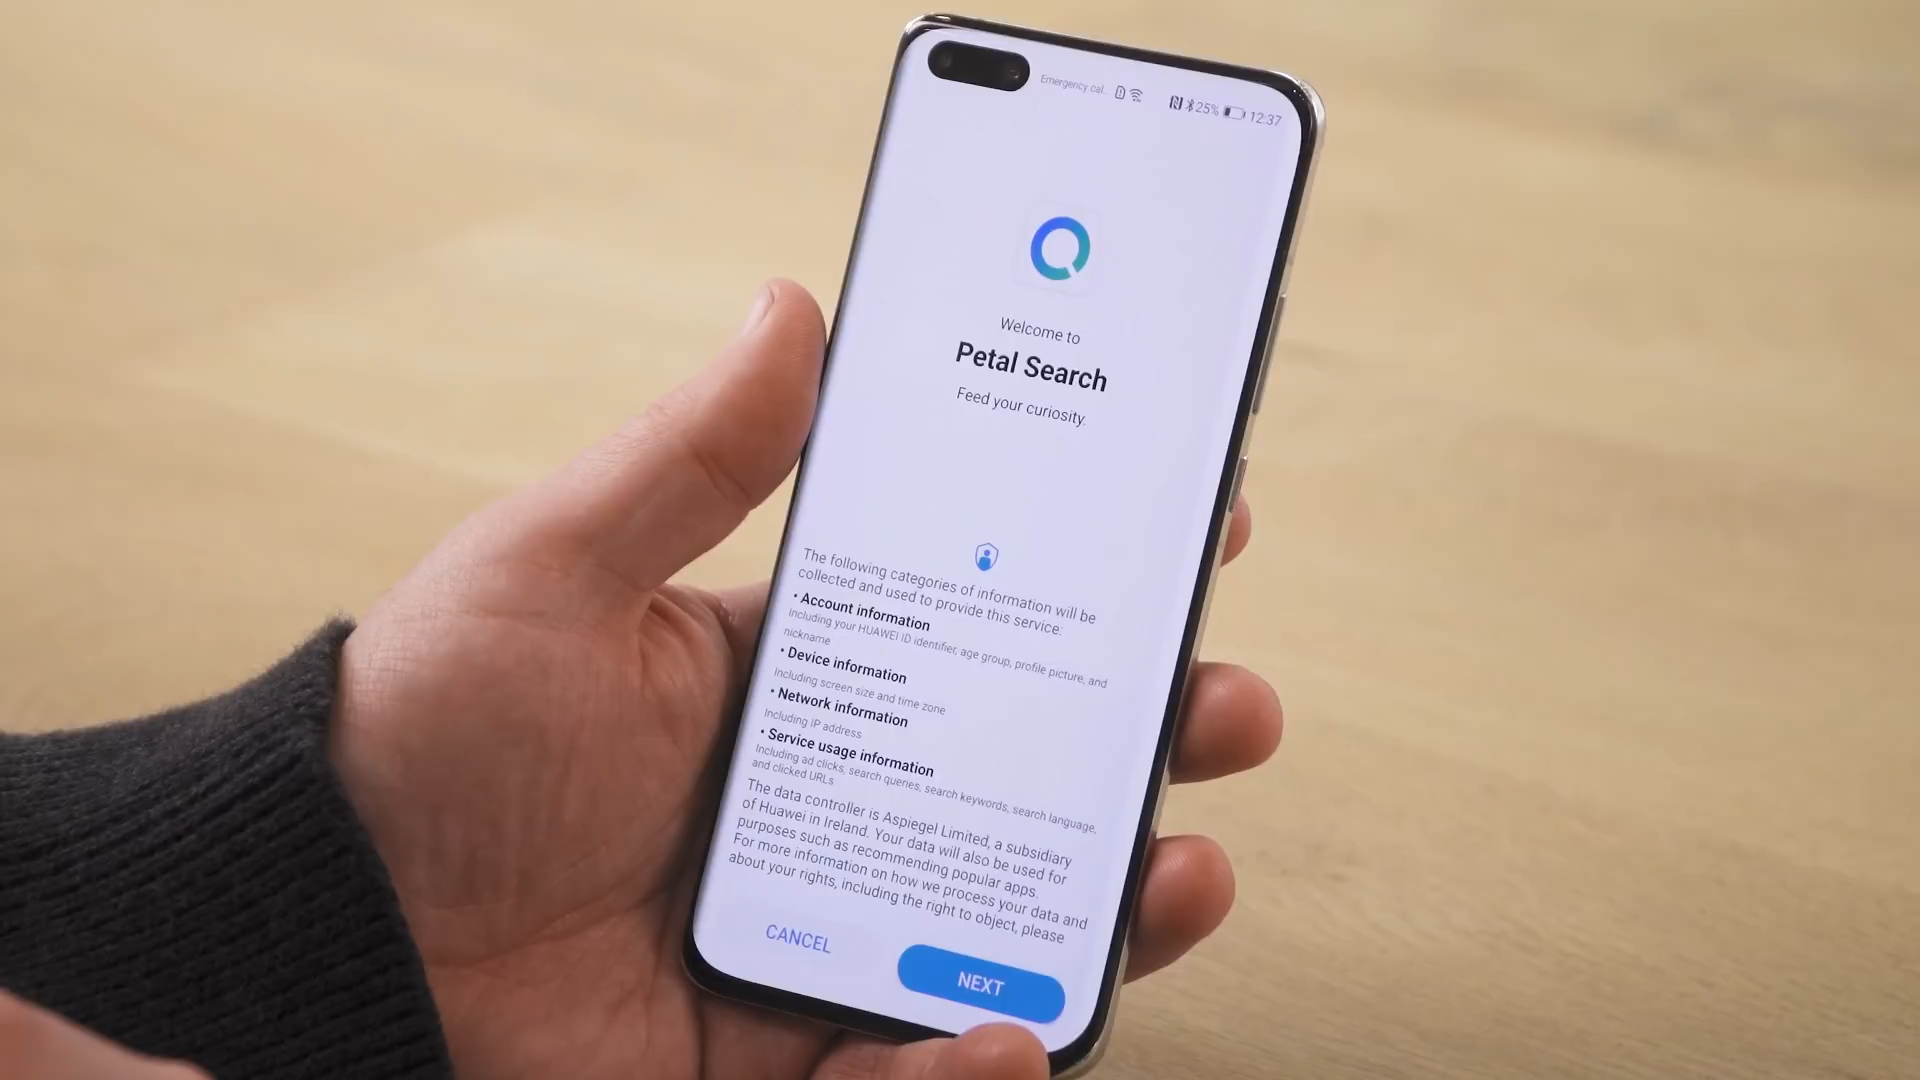 Emergency cal...
25% 12:37
Welcome to
Petal Search
Feed your curiosity.
The following categories of information will be
collected and used to provide this service:
• Account information
Including your HUAWEI ID identifier, age group, profile picture, and
nickname
• Device information
Including screen size and time zone
• Network information
Including IP address
• Service usage information
Including ad clicks, search queries, search keywords, search language,
and clicked URLs
The data controller is Aspiegel Limited, a subsidiary
of Huawei in Ireland. Your data will also be used for
purposes such as recommending popular apps.
For more information on how we process your data and
about your rights, including the right to object, please
CANCEL
NEXT